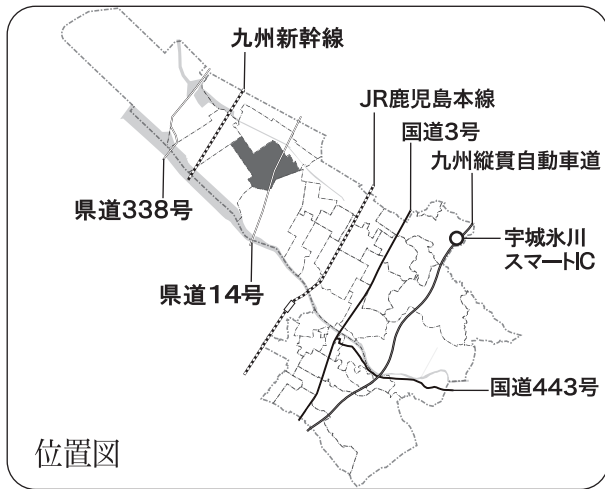 九州新幹線
JR鹿児島本線
国道3号
九州縦貫自動車道
宇城氷川
スマートIC
県道338号
県道14号
国道443号
位置図